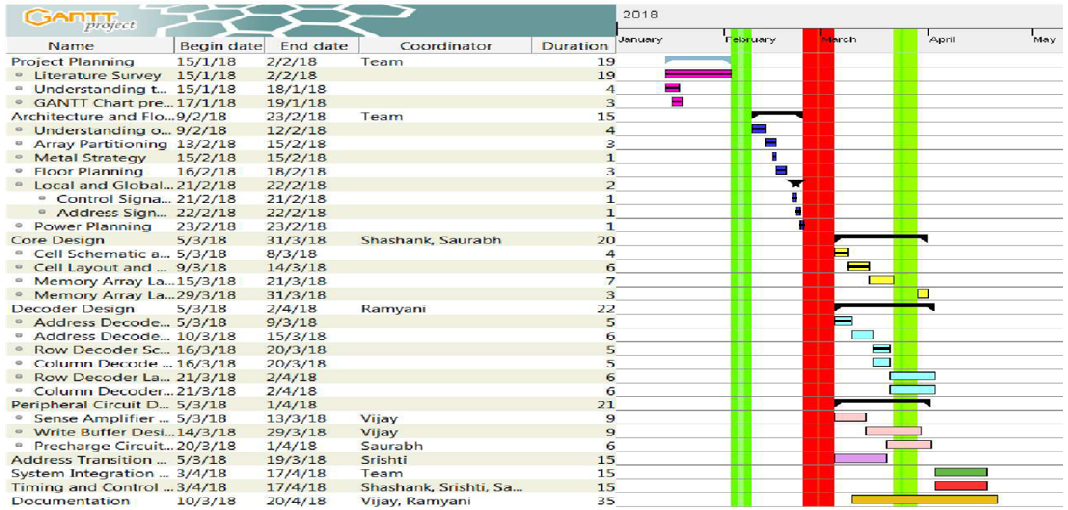 GANTT project
2018
Name Begin date End date Coordinator Duration
January February March April May
Project Planning 15/1/18 2/2/18 Team 19
Literature Survey 15/1/18 2/2/18 19
Understanding t... 15/1/18 18/1/18 4
GANTT Chart pre... 17/1/18 19/1/18 3
Architecture and Flo... 9/2/18 23/2/18 Team 15
Understanding o... 9/2/18 12/2/18 4
Array Partitioning 13/2/18 15/2/18 3
Metal Strategy 15/2/18 15/2/18 1
Floor Planning 16/2/18 18/2/18 3
Local and Global... 21/2/18 22/2/18 2
Control Signa... 21/2/18 21/2/18 1
Address Sign... 22/2/18 22/2/18 1
Power Planning 23/2/18 23/2/18 1
Core Design 5/3/18 31/3/18 Shashank, Saurabh 20
Cell Schematic a... 5/3/18 8/3/18 4
Cell Layout and ... 9/3/18 14/3/18 6
Memory Array La... 15/3/18 21/3/18 7
Memory Array La... 29/3/18 31/3/18 3
Decoder Design 5/3/18 2/4/18 Ramyani 22
Address Decode... 5/3/18 9/3/18 5
Address Decode... 10/3/18 15/3/18 6
Row Decoder Sc... 16/3/18 20/3/18 5
Column Decode ... 16/3/18 20/3/18 5
Row Decoder La... 21/3/18 2/4/18 6
Column Decoder... 21/3/18 2/4/18 6
Peripheral Circuit D... 5/3/18 1/4/18 21
Sense Amplifier ... 5/3/18 13/3/18 Vijay 9
Write Buffer Desi... 14/3/18 29/3/18 Vijay 9
Precharge Circuit... 20/3/18 1/4/18 Saurabh 6
Address Transition ... 5/3/18 19/3/18 Srishti 15
System Integration ... 3/4/18 17/4/18 Team 15
Timing and Control ... 3/4/18 17/4/18 Shashank, Srishti, Sa... 15
Documentation 10/3/18 20/4/18 Vijay, Ramyani 35